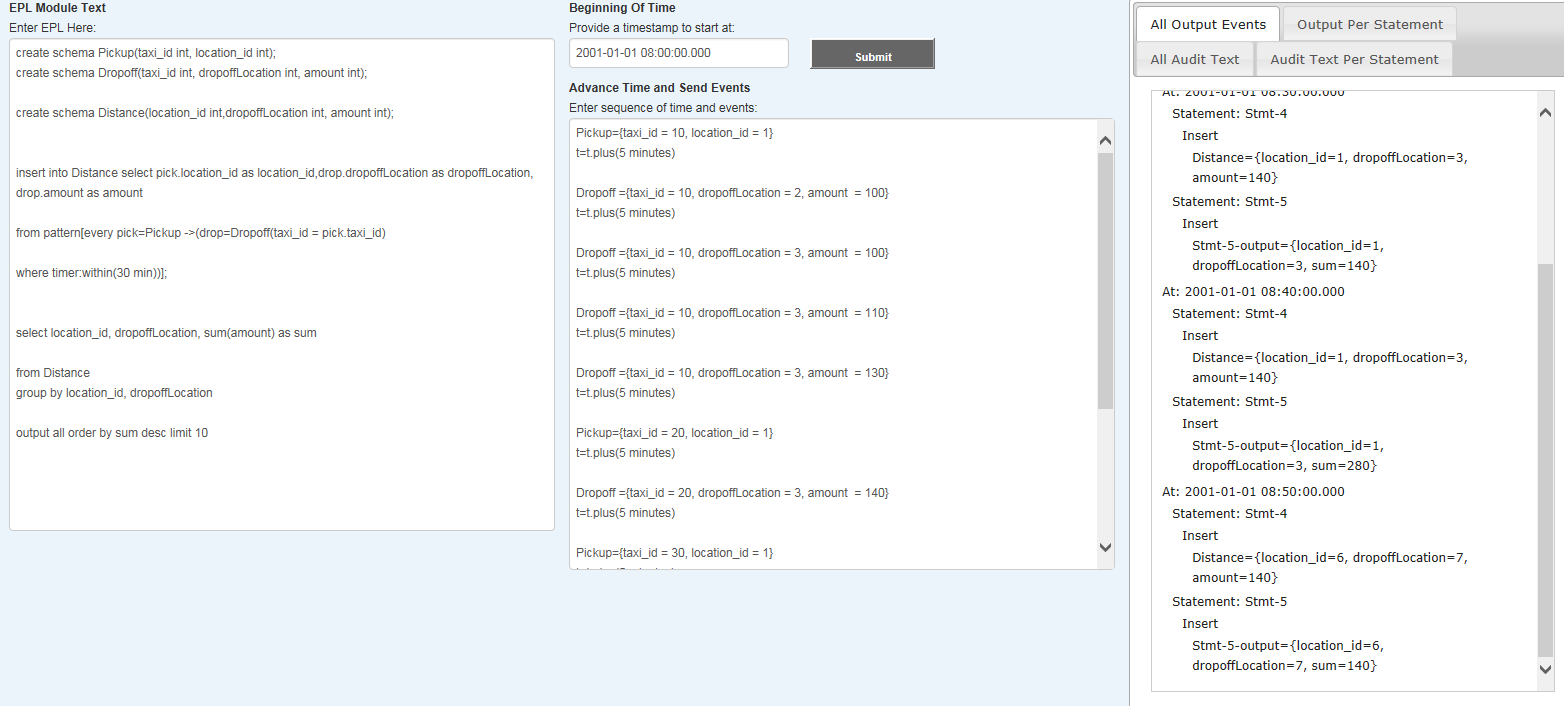 EPL Module Text
Enter EPL Here:
create schema Pickup(taxi_id int, location_id int);
create schema Dropoff(taxi_id int, dropoffLocation int, amount int);
create schema Distance(location_id int,dropoffLocation int, amount int);
insert into Distance select pick.location_id as location_id,drop.dropoffLocation as dropoffLocation,
drop.amount as amount
from pattern[every pick=Pickup ->(drop=Dropoff(taxi_id = pick.taxi_id)
where timer:within(30 min))];
select location_id, dropoffLocation, sum(amount) as sum
from Distance
group by location_id, dropoffLocation
output all order by sum desc limit 10
Beginning Of Time
Provide a timestamp to start at:
2001-01-01 08:00:00.000
Submit
Advance Time and Send Events
Enter sequence of time and events:
Pickup={taxi_id = 10, location_id = 1}
t=t.plus(5 minutes)
Dropoff ={taxi_id = 10, dropoffLocation = 2, amount  = 100}
t=t.plus(5 minutes)
Dropoff ={taxi_id = 10, dropoffLocation = 3, amount  = 100}
t=t.plus(5 minutes)
Dropoff ={taxi_id = 10, dropoffLocation = 3, amount  = 110}
t=t.plus(5 minutes)
Dropoff ={taxi_id = 10, dropoffLocation = 3, amount  = 130}
t=t.plus(5 minutes)
Pickup={taxi_id = 20, location_id = 1}
t=t.plus(5 minutes)
Dropoff ={taxi_id = 20, dropoffLocation = 3, amount  = 140}
t=t.plus(5 minutes)
Pickup={taxi_id = 30, location_id = 1}
All Output Events
Output Per Statement
All Audit Text
Audit Text Per Statement
At: 2001-01-01 08:30:00.000
Statement: Stmt-4
Insert
Distance={location_id=1, dropoffLocation=3,
amount=140}
Statement: Stmt-5
Insert
Stmt-5-output={location_id=1,
dropoffLocation=3, sum=140}
At: 2001-01-01 08:40:00.000
Statement: Stmt-4
Insert
Distance={location_id=1, dropoffLocation=3,
amount=140}
Statement: Stmt-5
Insert
Stmt-5-output={location_id=1,
dropoffLocation=3, sum=280}
At: 2001-01-01 08:50:00.000
Statement: Stmt-4
Insert
Distance={location_id=6, dropoffLocation=7,
amount=140}
Statement: Stmt-5
Insert
Stmt-5-output={location_id=6,
dropoffLocation=7, sum=140}